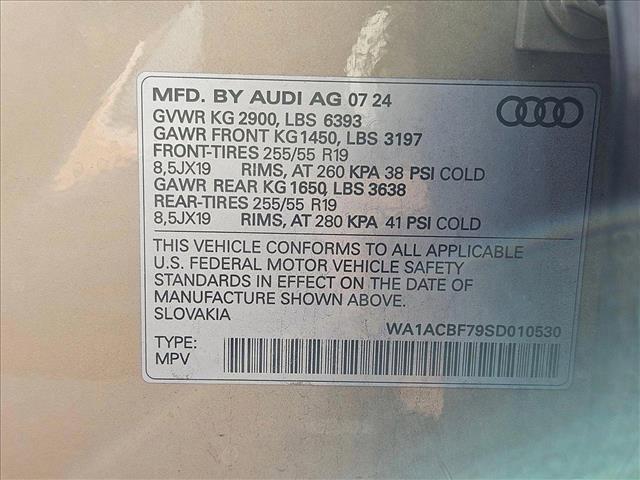 MFD. BY AUDI AG 07 24
GVWR KG 2900, LBS 6393
GAWR FRONT KG1450, LBS 3197
FRONT-TIRES 255/55 R19
8,5JX19 RIMS, AT 260 KPA 38 PSI COLD
GAWR REAR KG 1650, LBS 3638
REAR-TIRES 255/55 R19
8,5JX19 RIMS, AT 280 KPA 41 PSI COLD
THIS VEHICLE CONFORMS TO ALL APPLICABLE
U.S. FEDERAL MOTOR VEHICLE SAFETY
STANDARDS IN EFFECT ON THE DATE OF
MANUFACTURE SHOWN ABOVE.
SLOVAKIA
WA1ACBF79SD010530
TYPE:
MPV